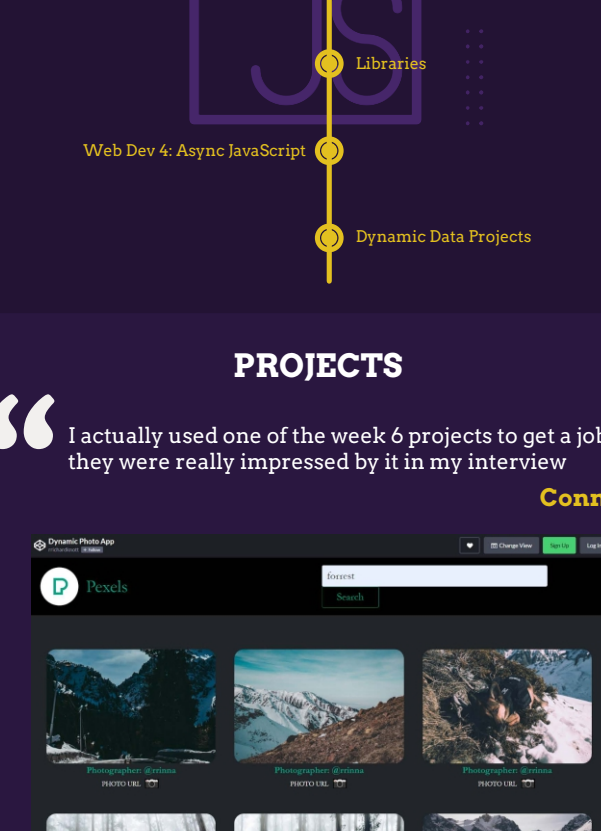 JS
Libraries
Web Dev 4: Async JavaScript
Dynamic Data Projects
PROJECTS
“
I actually used one of the week 6 projects to get a job
they were really impressed by it in my interview
Conn
Dynamic Photo App
+ Follow
Change View
Sign Up
Log In
Pexels
forrest
Search
Photographer: @rrinna
PHOTO URL
Photographer: @rrinna
PHOTO URL
Photographer: @rrinna
PHOTO URL